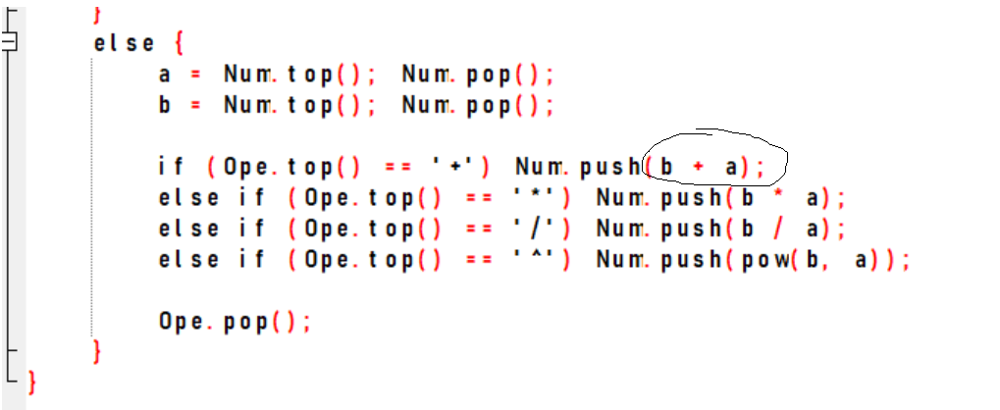 }
else {
a = Num.top(); Num.pop();
b = Num.top(); Num.pop();
if (Ope.top() == '+') Num.push(b + a);
else if (Ope.top() == '*') Num.push(b * a);
else if (Ope.top() == '/') Num.push(b / a);
else if (Ope.top() == '^') Num.push(pow(b, a));
Ope.pop();
}
}